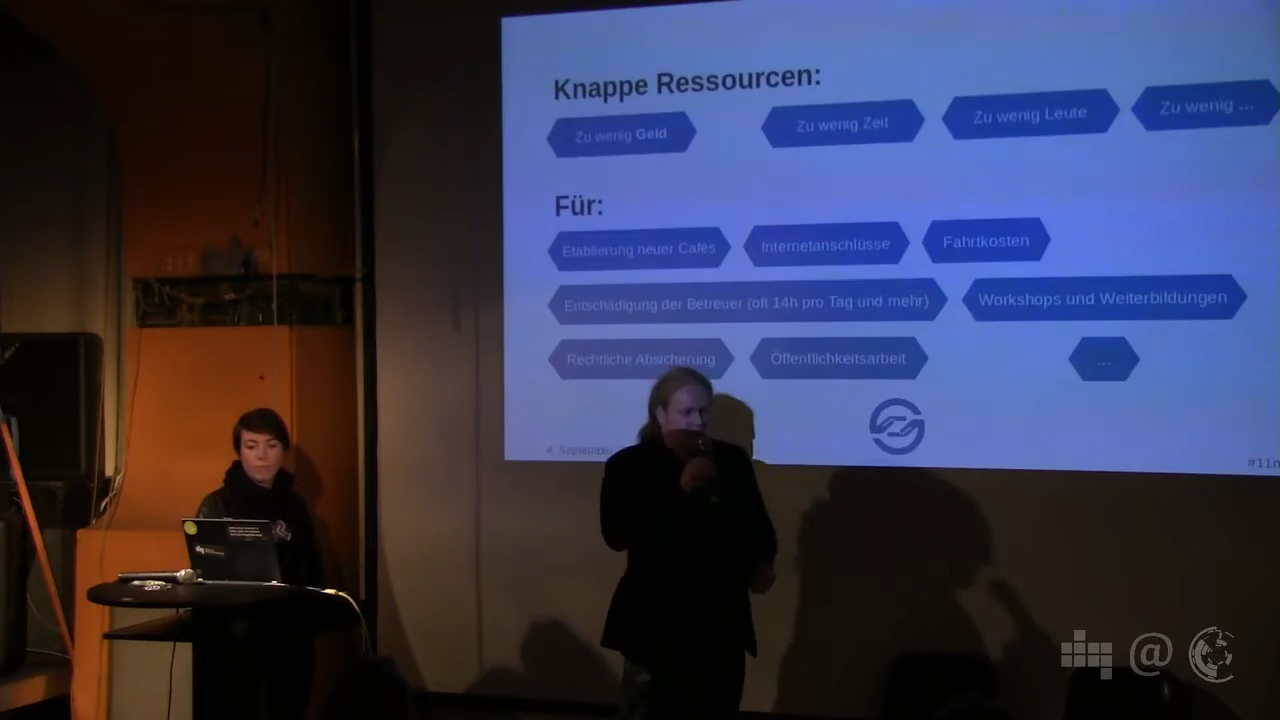 Knappe Ressourcen:
Zu wenig Geld Zu wenig Zeit Zu wenig Leute Zu wenig ...
Für:
Etablierung neuer Cafes Internetanschlüsse Fahrtkosten
Entschädigung der Betreuer (oft 14h pro Tag und mehr) Workshops und Weiterbildungen
Rechtliche Absicherung Öffentlichkeitsarbeit ...
September
@